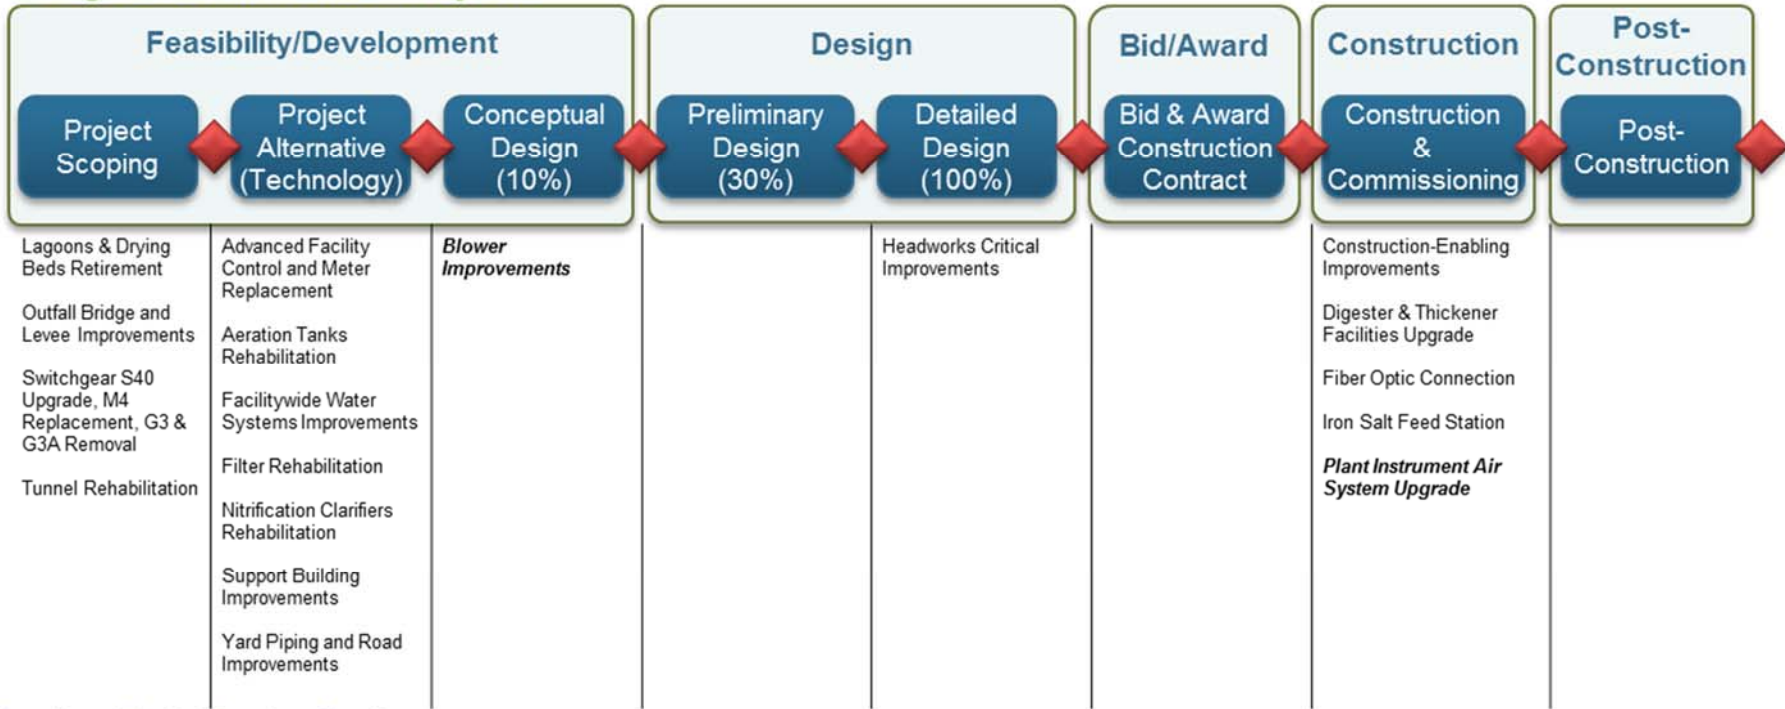 Feasibility/Development
Project
Scoping
Project
Alternative
(Technology)
Conceptual
Design
(10%)
Design
Preliminary
Design
(30%)
Detailed
Design
(100%)
Bid/Award
Bid & Award
Construction
Contract
Construction
Construction
&
Commissioning
Post-
Construction
Post-
Construction
Lagoons & Drying
Beds Retirement
Outfall Bridge and
Levee Improvements
Switchgear S40
Upgrade, M4
Replacement, G3 &
G3A Removal
Tunnel Rehabilitation
Advanced Facility
Control and Meter
Replacement
Aeration Tanks
Rehabilitation
Facilitywide Water
Systems Improvements
Filter Rehabilitation
Nitrification Clarifiers
Rehabilitation
Support Building
Improvements
Yard Piping and Road
Improvements
Blower
Improvements
Headworks Critical
Improvements
Construction-Enabling
Improvements
Digester & Thickener
Facilities Upgrade
Fiber Optic Connection
Iron Salt Feed Station
Plant Instrument Air
System Upgrade